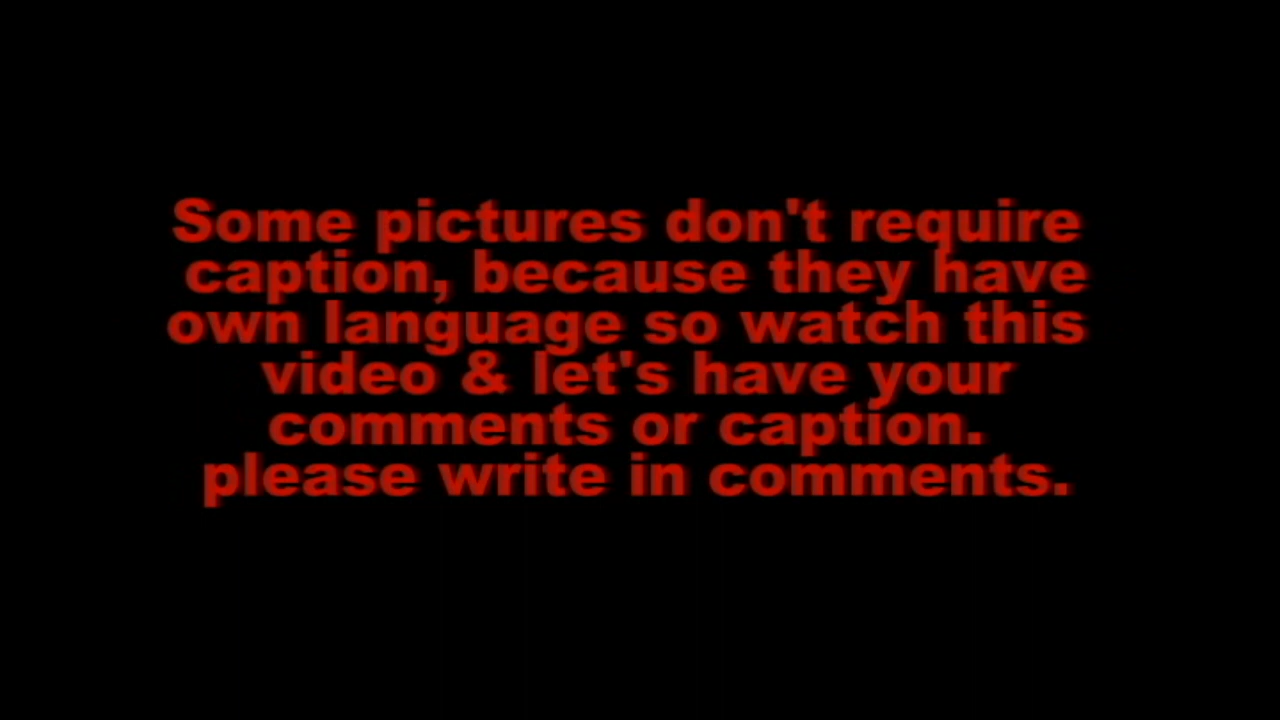 Some pictures don't require
caption, because they have
own language so watch this
video & let's have your
comments or caption.
please write in comments.